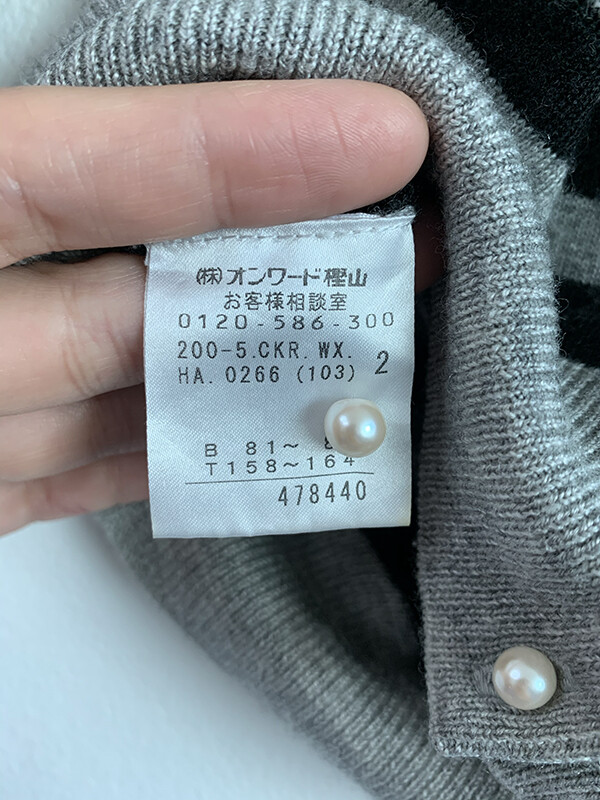 (株)オンワード樫山
お客様相談室
0120-586-300
200-5.CKR.WX. 2
HA.0266 (103)
B 81~
T158~164
478440